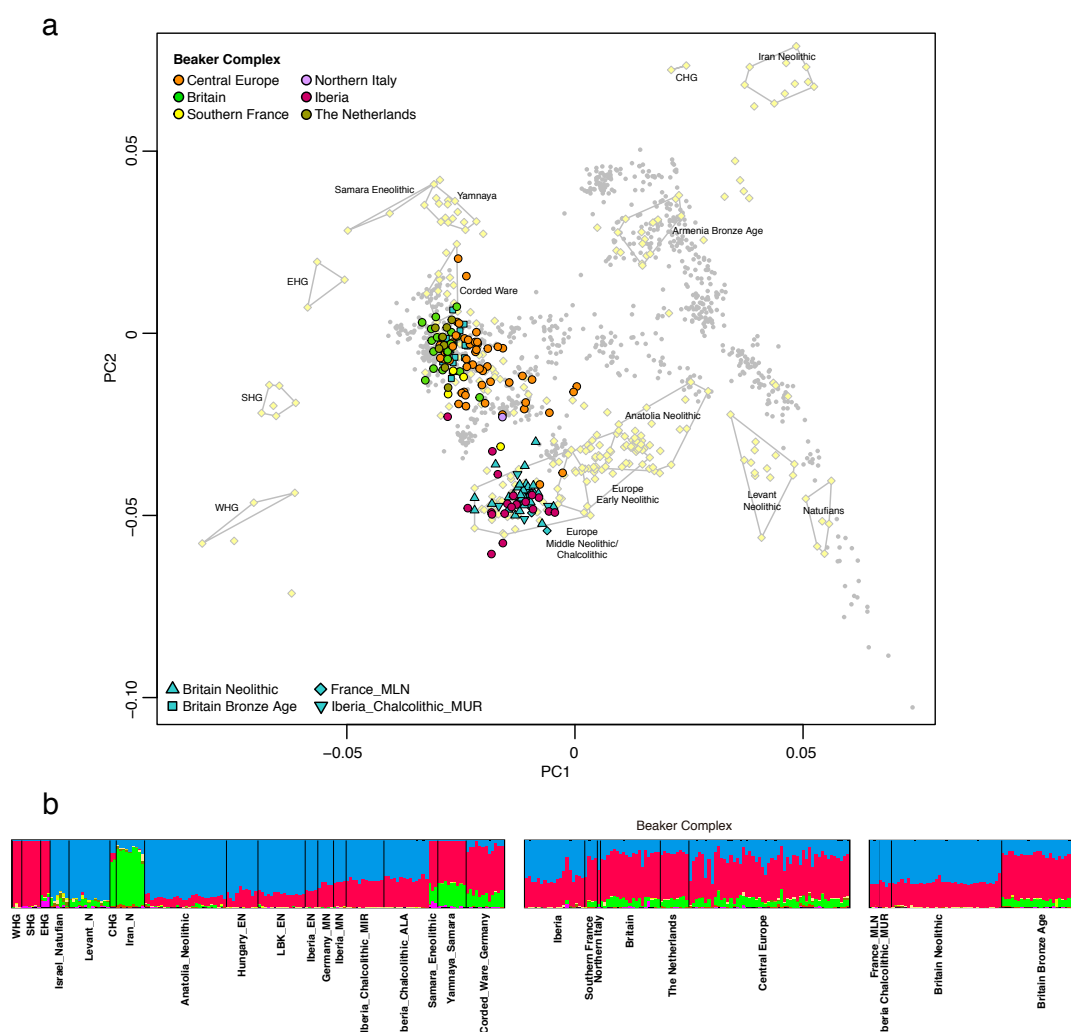 a
Beaker Complex
Central Europe
Northern Italy
Britain
Iberia
Southern France
The Netherlands
CHG
Iran Neolithic
Samara Eneolithic
Yamnaya
Armenia Bronze Age
EHG
Corded Ware
SHG
Anatolia Neolithic
WHG
Europe
Early Neolithic
Levant
Neolithic
Natufians
Europe
Middle Neolithic/
Chalcolithic
Britain Neolithic
France_MLN
Britain Bronze Age
Iberia_Chalcolithic_MUR
0.05
0
−0.05
−0.10
PC2
−0.05
0
0.05
PC1
b
Beaker Complex
WHG
SHG
EHG
Israel_Natufian
Levant_N
CHG
Iran_N
Anatolia_Neolithic
Hungary_EN
LBK_EN
Iberia_EN
Germany_MN
Iberia_MN
Iberia_Chalcolithic_MIR
Iberia_Chalcolithic_ALA
Samara_Eneolithic
Yamnaya_Samara
Corded_Ware_Germany
Iberia
Southern France
Northern Italy
Britain
The Netherlands
Central Europe
France_MLN
Iberia Chalcolithic_MUR
Britain Neolithic
Britain Bronze Age